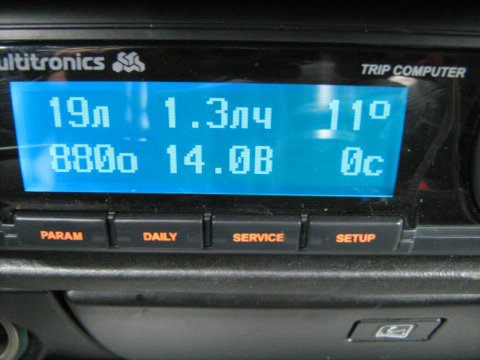 ultitronics
TRIP COMPUTER
19л 1.3лч 11°
880о 14.0В 0с
PARAM DAILY SERVICE SETUP